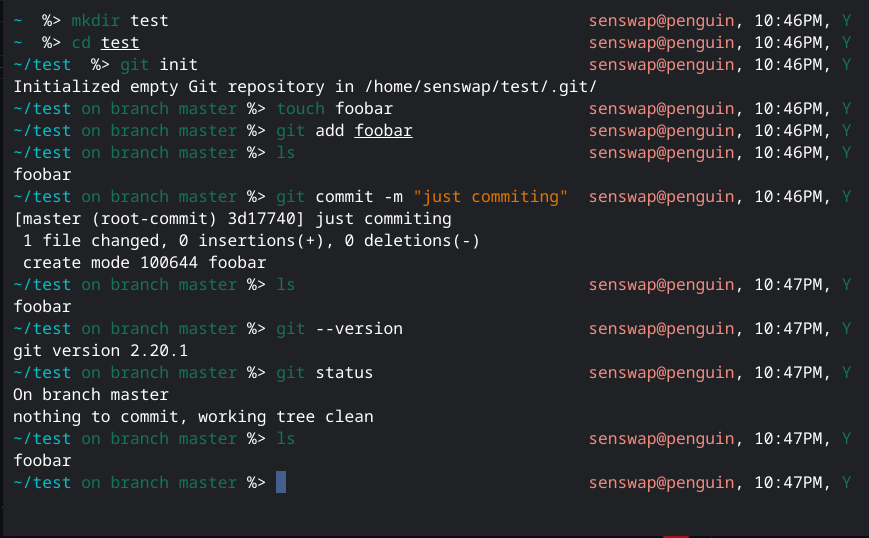 ~  %> mkdir test senswap@penguin, 10:46PM, Y
~  %> cd test senswap@penguin, 10:46PM, Y
~/test  %> git init senswap@penguin, 10:46PM, Y
Initialized empty Git repository in /home/senswap/test/.git/
~/test on branch master %> touch foobar senswap@penguin, 10:46PM, Y
~/test on branch master %> git add foobar senswap@penguin, 10:46PM, Y
~/test on branch master %> ls senswap@penguin, 10:46PM, Y
foobar
~/test on branch master %> git commit -m "just commiting" senswap@penguin, 10:46PM, Y
[master (root-commit) 3d17740] just commiting
 1 file changed, 0 insertions(+), 0 deletions(-)
 create mode 100644 foobar
~/test on branch master %> ls senswap@penguin, 10:47PM, Y
foobar
~/test on branch master %> git --version senswap@penguin, 10:47PM, Y
git version 2.20.1
~/test on branch master %> git status senswap@penguin, 10:47PM, Y
On branch master
nothing to commit, working tree clean
~/test on branch master %> ls senswap@penguin, 10:47PM, Y
foobar
~/test on branch master %> senswap@penguin, 10:47PM, Y